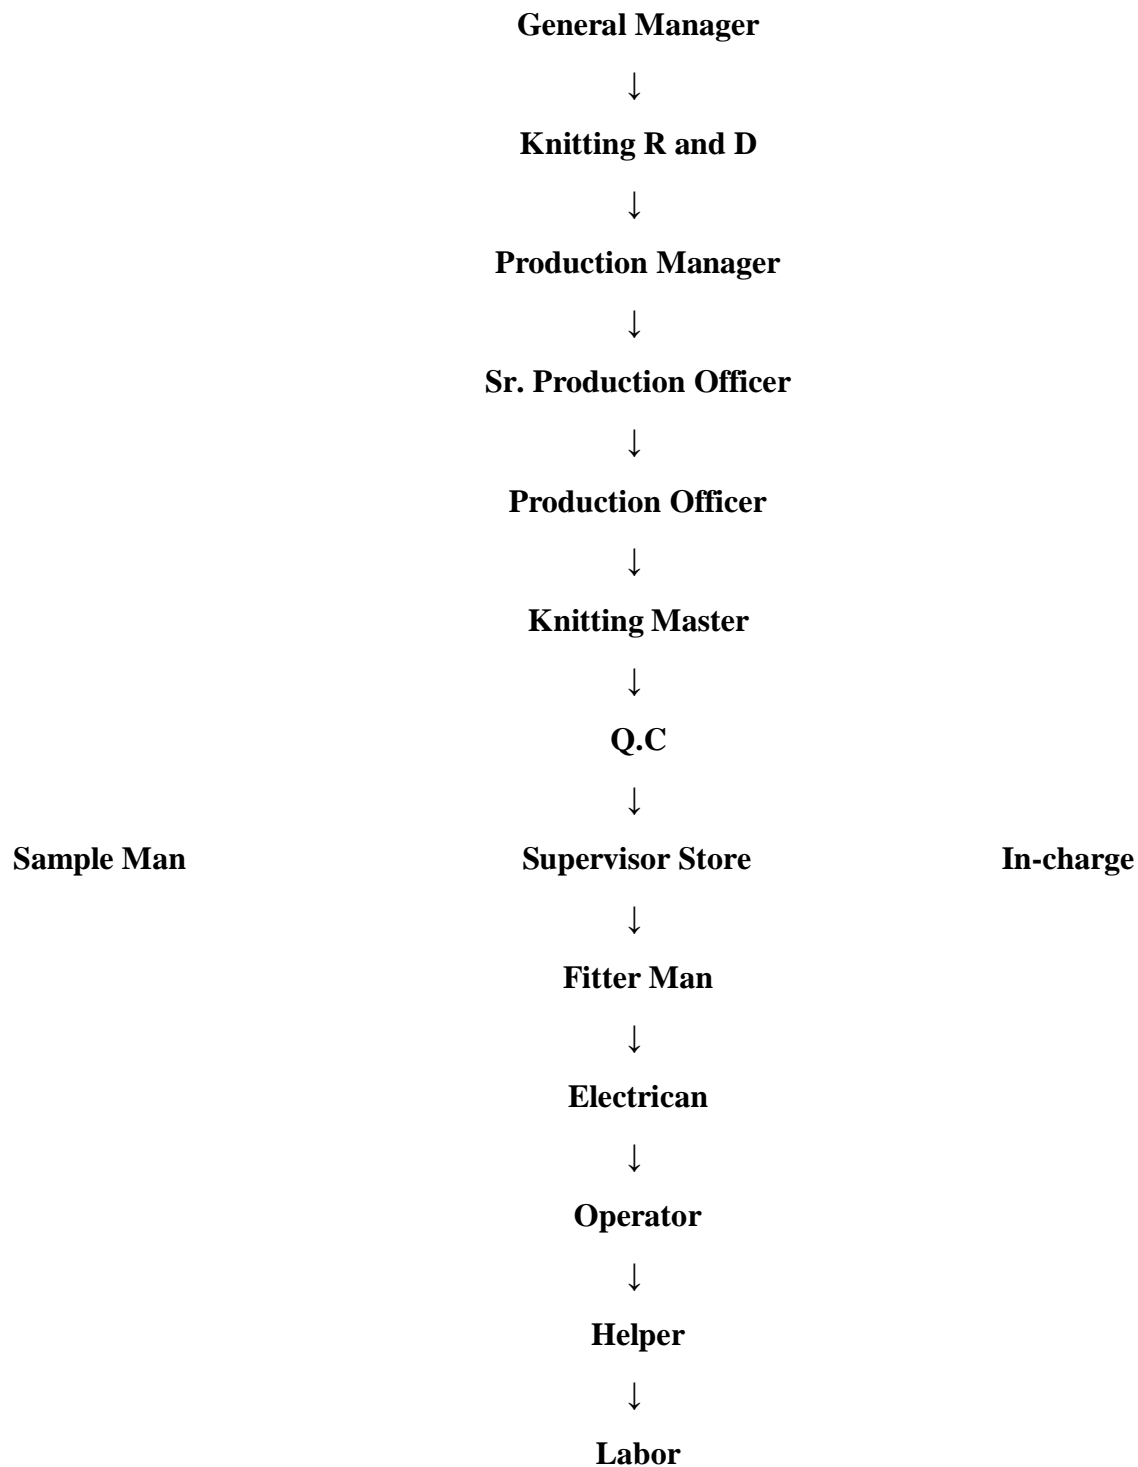 General Manager
↓
Knitting R and D
↓
Production Manager
↓
Sr. Production Officer
↓
Production Officer
↓
Knitting Master
↓
Q.C
↓
Sample Man Supervisor Store In-charge
↓
Fitter Man
↓
Electrican
↓
Operator
↓
Helper
↓
Labor